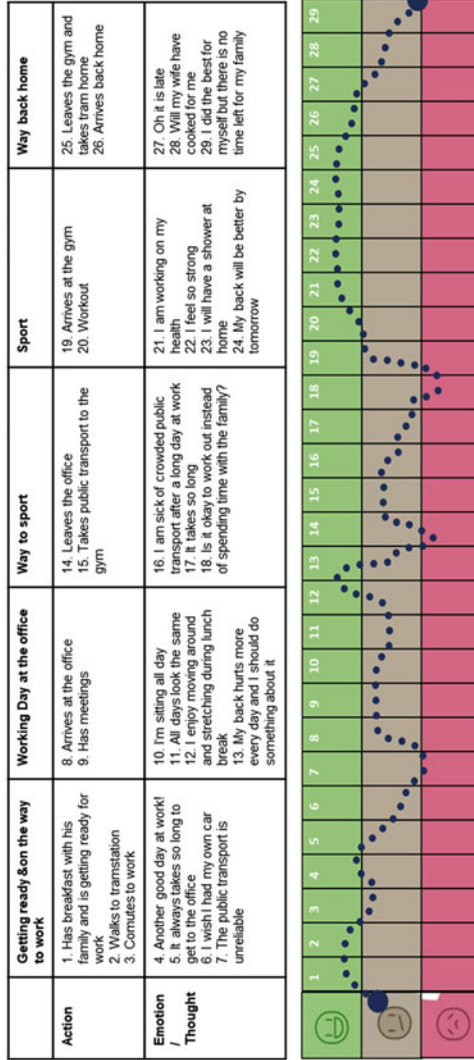 Getting ready &on the way
to work
Working Day at the office
Way to sport
Sport
Way back home
Action
1. Has breakfast with his
family and is getting ready for
work
2. Walks to tramstation
3. Comutes to work
8. Arrives at the office
9. Has meetings
14. Leaves the office
15. Takes public transport to the
gym
19. Arrives at the gym
20. Workout
25. Leaves the gym and
takes tram home
26. Arrives back home
Emotion
/
Thought
4. Another good day at work!
5. It always takes so long to
get to the office
6. I wish I had my own car
7. The public transport is
unreliable
10. I'm sitting all day
11. All days look the same
12. I enjoy moving around
and stretching during lunch
break
13. My back hurts more
every day and I should do
something about it
16. I am sick of crowded public
transport after a long day at work
17. It takes so long
18. Is it okay to work out instead
of spending time with the family?
21. I am working on my
health
22. I feel so strong
23. I will have a shower at
home
24. My back will be better by
tomorrow
27. Oh it is late
28. Will my wife have
cooked for me
29. I did the best for
myself but there is no
time left for my family
1 2 3 4 5 6 7 8 9 10 11 12 13 14 15 16 17 18 19 20 21 22 23 24 25 26 27 28 29